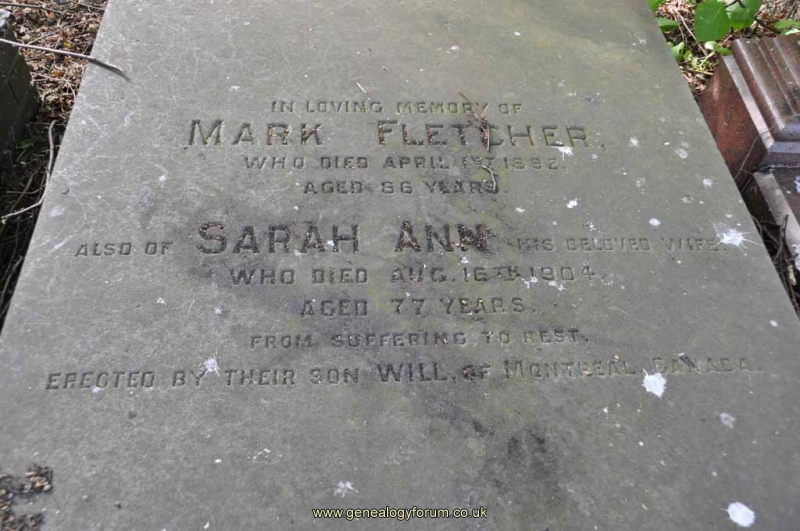 IN LOVING MEMORY OF
MARK FLETCHER,
WHO DIED APRIL 1ST 1892.
AGED 66 YEARS.
ALSO OF SARAH ANN HIS BELOVED WIFE,
WHO DIED AUG. 16TH 1904.
AGED 77 YEARS.
FROM SUFFERING TO REST.
ERECTED BY THEIR SON WILL, OF MONTREAL CANADA.
www.genealogyforum.co.uk